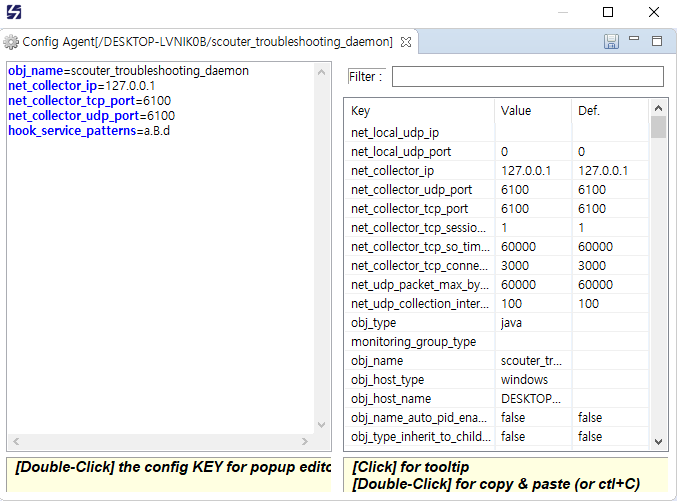 Config Agent[/DESKTOP-LVNIK0B/scouter_troubleshooting_daemon]
obj_name=scouter_troubleshooting_daemon
net_collector_ip=127.0.0.1
net_collector_tcp_port=6100
net_collector_udp_port=6100
hook_service_patterns=a.B.d
[Double-Click] the config KEY for popup edito
Filter :
Key Value Def.
net_local_udp_ip
net_local_udp_port 0 0
net_collector_ip 127.0.0.1 127.0.0.1
net_collector_udp_port 6100 6100
net_collector_tcp_port 6100 6100
net_collector_tcp_sessio... 1 1
net_collector_tcp_so_tim... 60000 60000
net_collector_tcp_conne... 3000 3000
net_udp_packet_max_by... 60000 60000
net_udp_collection_inter... 100 100
obj_type java
monitoring_group_type
obj_name scouter_tr...
obj_host_type windows
obj_host_name DESKTOP...
obj_name_auto_pid_ena... false false
obj_type_inherit_to_child... false false
[Click] for tooltip
[Double-Click] for copy & paste (or ctl+C)